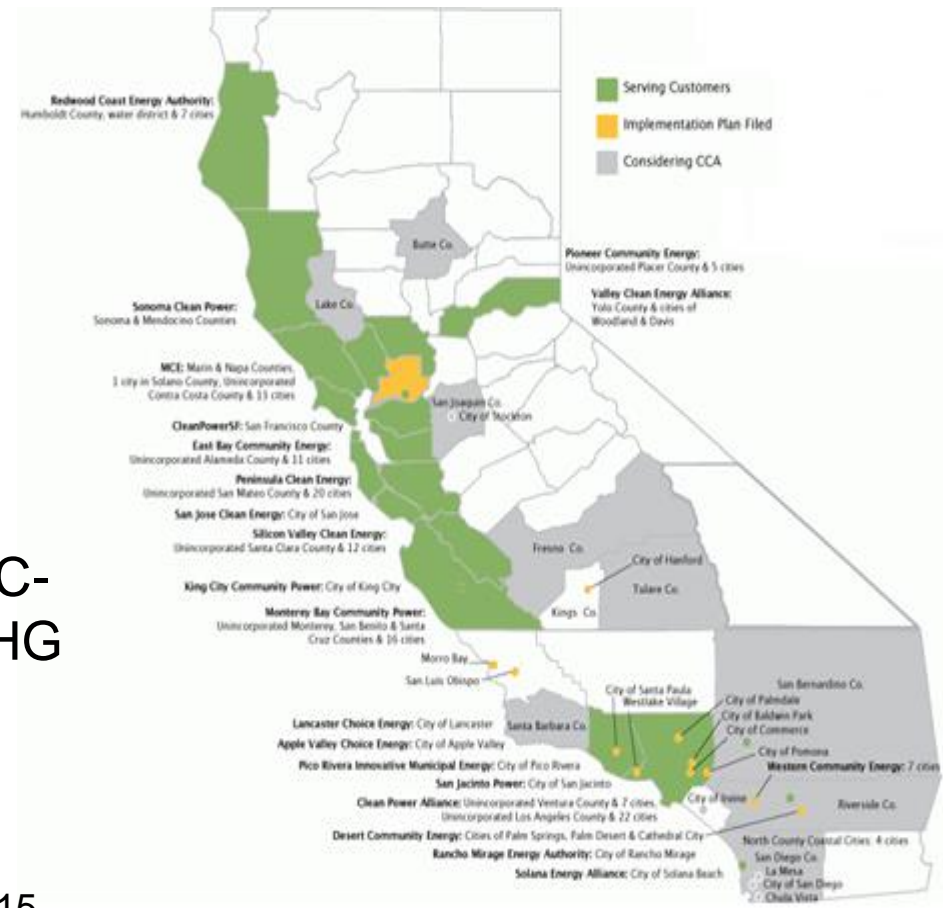 Serving Customers
Implementation Plan Filed
Considering CCA
Redwood Coast Energy Authority:
Humboldt County, water district & 7 cities
Butte Co.
Pioneer Community Energy:
Unincorporated Placer County & 5 cities
Valley Clean Energy Alliance:
Yolo County & cities of
Woodland & Davis
Lake Co.
Sonoma Clean Power:
Sonoma & Mendocino Counties
MCE: Marin & Napa Counties,
1 city in Solano County, Unincorporated
Contra Costa County & 13 cities
San Joaquin Co.
City of Stockton
CleanPowerSF: San Francisco County
East Bay Community Energy:
Unincorporated Alameda County & 11 cities
Peninsula Clean Energy:
Unincorporated San Mateo County & 20 cities
San Jose Clean Energy: City of San Jose
Silicon Valley Clean Energy:
Unincorporated Santa Clara County & 12 cities
Fresno Co.
City of Hanford
Tulare Co.
Kings Co.
C-
HG
King City Community Power: City of King City
Monterey Bay Community Power:
Unincorporated Monterey, San Benito & Santa
Cruz Counties & 16 cities
Morro Bay
San Luis Obispo
City of Santa Paula
Westlake Village
San Bernardino Co.
City of Palmdale
City of Baldwin Park
City of Commerce
City of Pomona
Western Community Energy: 7 cities
Santa Barbara Co.
Lancaster Choice Energy: City of Lancaster
Apple Valley Choice Energy: City of Apple Valley
Pico Rivera Innovative Municipal Energy: City of Pico Rivera
San Jacinto Power: City of San Jacinto
City of Irvine
Riverside Co.
Clean Power Alliance: Unincorporated Ventura County & 7 cities,
Unincorporated Los Angeles County & 22 cities
Desert Community Energy: Cities of Palm Springs, Palm Desert & Cathedral City
Rancho Mirage Energy Authority: City of Rancho Mirage
Solana Energy Alliance: City of Solana Beach
North County Coastal Cities: 4 cities
San Diego Co.
La Mesa
City of San Diego
Chula Vista
15